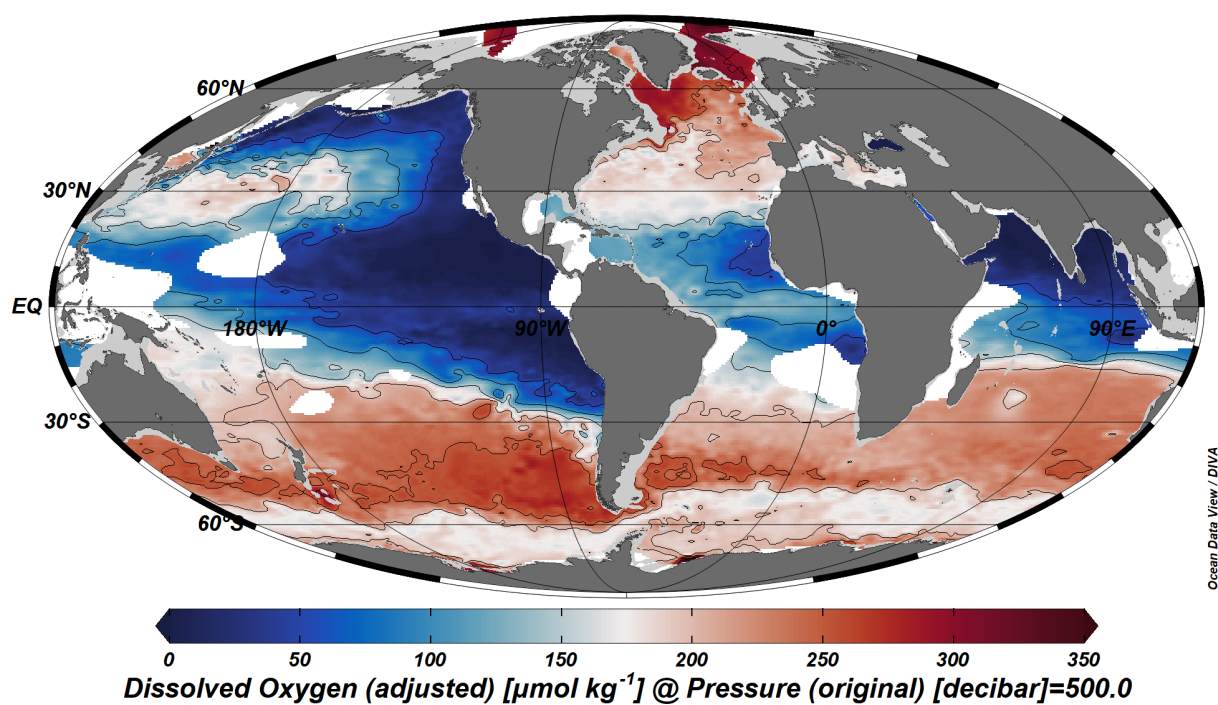 60°N
30°N
EQ
180°W
90°W
0°
90°E
30°S
60°S
Ocean Data View / DIVA
0 50 100 150 200 250 300 350
Dissolved Oxygen (adjusted) [μmol kg⁻¹] @ Pressure (original) [decibar]=500.0